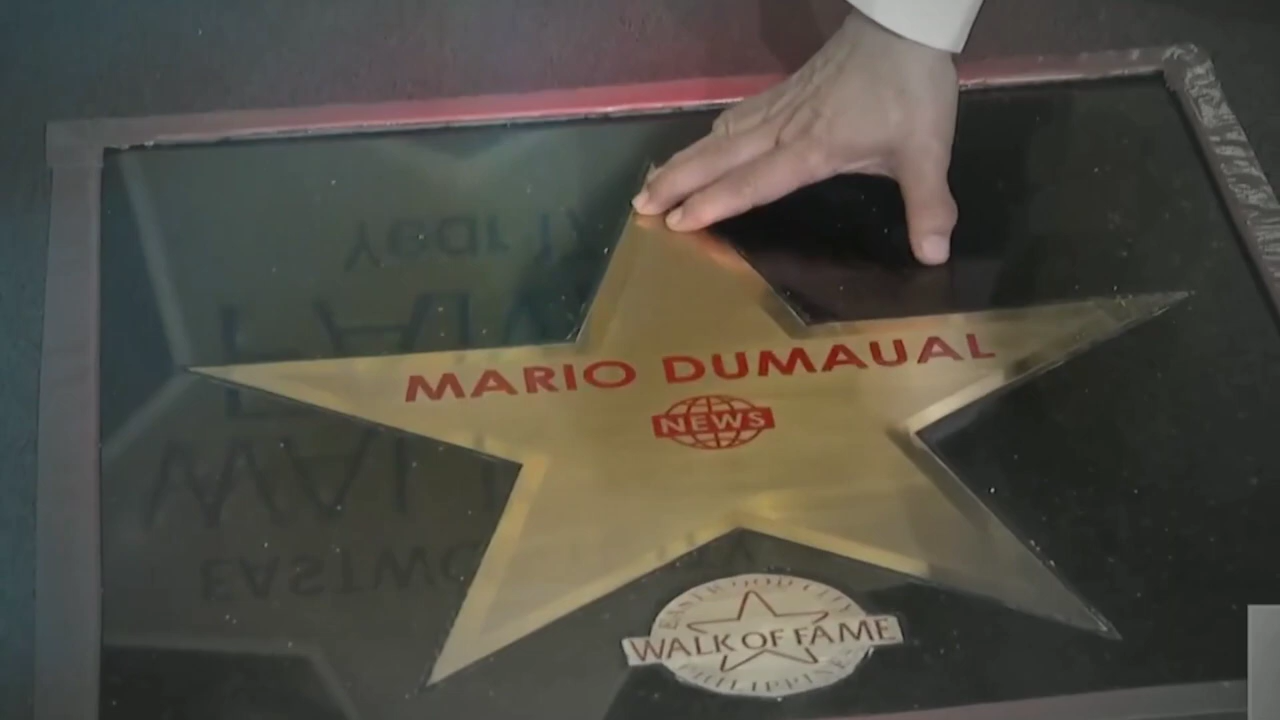 MARIO DUMAUAL
NEWS
EASTWOOD CITY
WALK OF FAME
PHILIPPINES